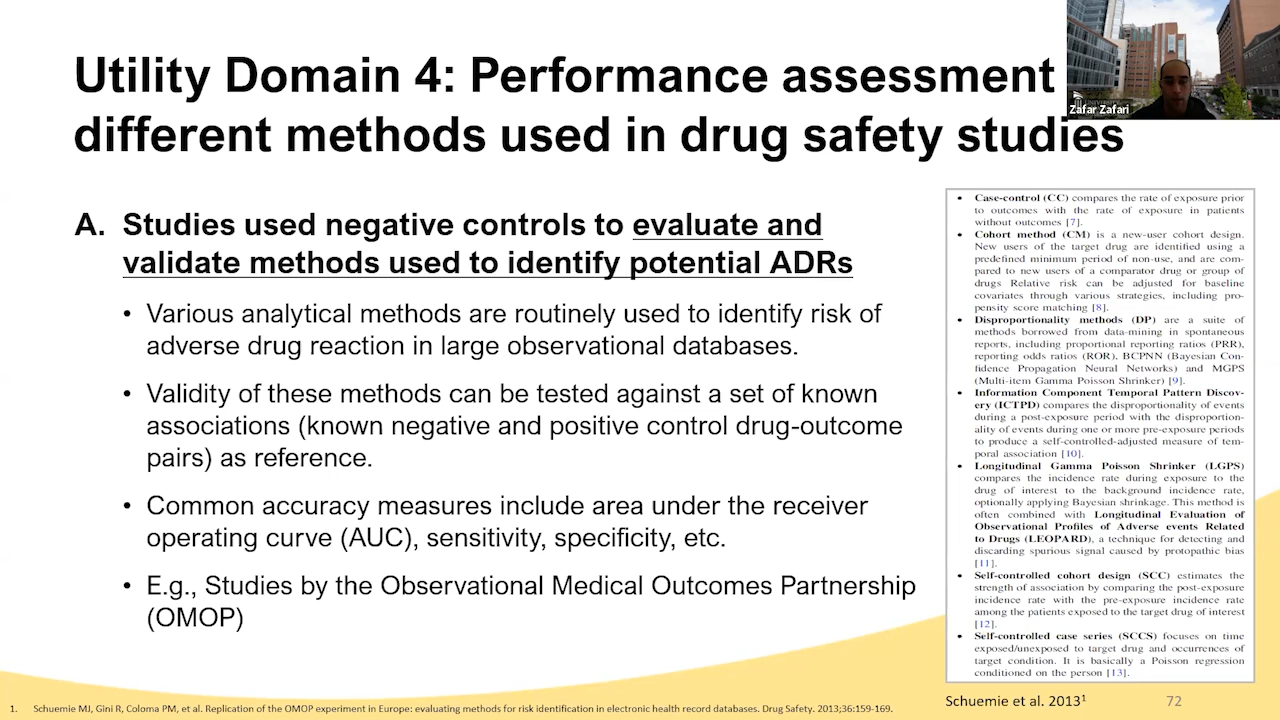 Utility Domain 4: Performance assessment
different methods used in drug safety studies
Zafar Zafari
A. Studies used negative controls to evaluate and
validate methods used to identify potential ADRs
• Various analytical methods are routinely used to identify risk of
adverse drug reaction in large observational databases.
• Validity of these methods can be tested against a set of known
associations (known negative and positive control drug-outcome
pairs) as reference.
• Common accuracy measures include area under the receiver
operating curve (AUC), sensitivity, specificity, etc.
• E.g., Studies by the Observational Medical Outcomes Partnership
(OMOP)
• Case-control (CC) compares the rate of exposure prior
to outcomes with the rate of exposure in patients
without outcomes [7].
• Cohort method (CM) is a new-user cohort design.
New users of the target drug are identified using a
predefined minimum period of non-use, and are com-
pared to new users of a comparator drug or group of
drugs Relative risk can be adjusted for baseline
covariates through various strategies, including pro-
pensity score matching [8].
• Disproportionality methods (DP) are a suite of
methods borrowed from data-mining in spontaneous
reports, including proportional reporting ratios (PRR),
reporting odds ratios (ROR), BCPNN (Bayesian Con-
fidence Propagation Neural Networks) and MGPS
(Multi-item Gamma Poisson Shrinker) [9].
• Information Component Temporal Pattern Discov-
ery (ICTPD) compares the disproportionality of events
during a post-exposure period with the disproportion-
ality of events during one or more pre-exposure periods
to produce a self-controlled-adjusted measure of tem-
poral association [10].
• Longitudinal Gamma Poisson Shrinker (LGPS)
compares the incidence rate during exposure to the
drug of interest to the background incidence rate,
optionally applying Bayesian shrinkage. This method is
often combined with Longitudinal Evaluation of
Observational Profiles of Adverse events Related
to Drugs (LEOPARD), a technique for detecting and
discarding spurious signal caused by protopathic bias
[11].
• Self-controlled cohort design (SCC) estimates the
strength of association by comparing the post-exposure
incidence rate with the pre-exposure incidence rate
among the patients exposed to the target drug of interest
[12].
• Self-controlled case series (SCCS) focuses on time
exposed/unexposed to target drug and occurrences of
target condition. It is basically a Poisson regression
conditioned on the person [13].
Schuemie et al. 2013¹
72
1. Schuemie MJ, Gini R, Coloma PM, et al. Replication of the OMOP experiment in Europe: evaluating methods for risk identification in electronic health record databases. Drug Safety. 2013;36:159-169.